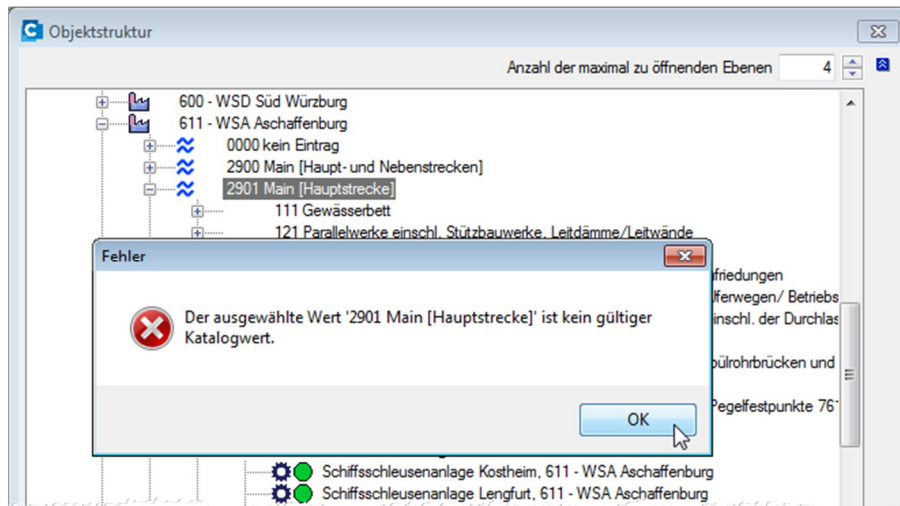 Objektstruktur
Anzahl der maximal zu öffnenden Ebenen 4
600 - WSD Süd Würzburg
611 - WSA Aschaffenburg
0000 kein Eintrag
2900 Main [Haupt- und Nebenstrecken]
2901 Main [Hauptstrecke]
111 Gewässerbett
121 Parallelwerke einschl. Stützbauwerke, Leitdämme/Leitwände
Fehler
Der ausgewählte Wert '2901 Main [Hauptstrecke]' ist kein gültiger
Katalogwert.
OK
friedungen
Uferwegen/ Betriebs
einschl. der Durchlas
pülrohrbrücken und
Pegelfestpunkte 76
Schiffsschleusenanlage Kostheim, 611 - WSA Aschaffenburg
Schiffsschleusenanlage Lengfurt, 611 - WSA Aschaffenburg